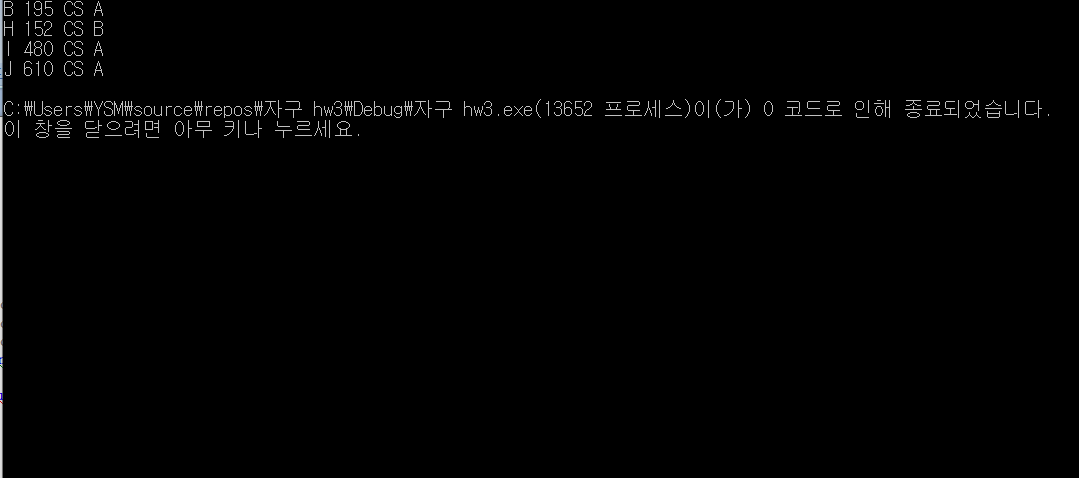 B 195 CS A
H 152 CS B
I 480 CS A
J 610 CS A
C:₩Users₩YSM₩source₩repos₩자구 hw3₩Debug₩자구 hw3.exe(13652 프로세스)이(가) 0 코드로 인해 종료되었습니다.
이 창을 닫으려면 아무 키나 누르세요.